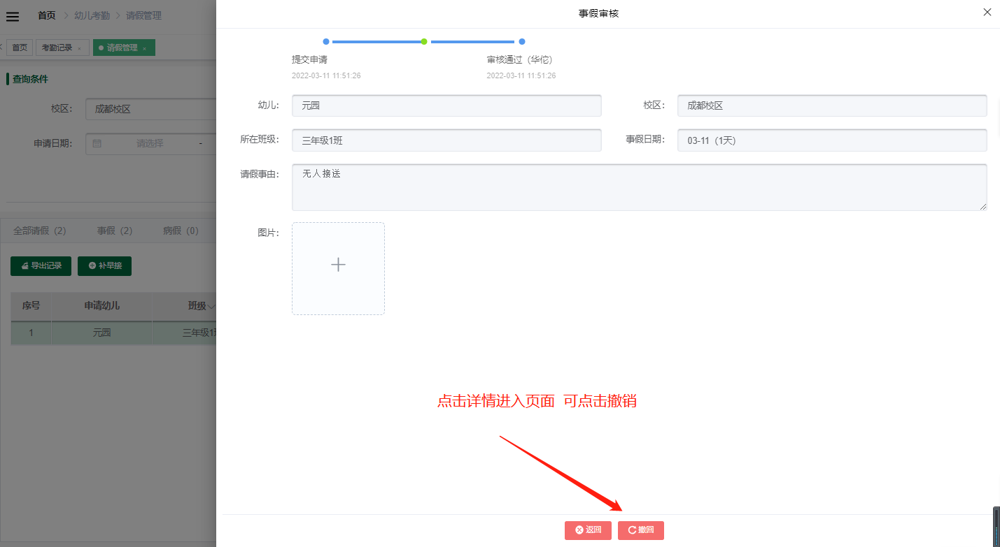 首页 幼儿考勤 请假管理
首页 考勤记录 请假管理
查询条件
校区: 成都校区
申请日期: 请选择 -
全部请假（2） 事假（2） 病假（0）
导出记录 补早接
序号 申请幼儿 班级
1 元园 三年级1班
事假审核
提交申请 审核通过（华佗）
2022-03-11 11:51:26 2022-03-11 11:51:26
幼儿: 元园 校区: 成都校区
所在班级: 三年级1班 事假日期: 03-11（1天）
请假事由: 无人接送
图片:
点击详情进入页面 可点击撤销
返回 撤回